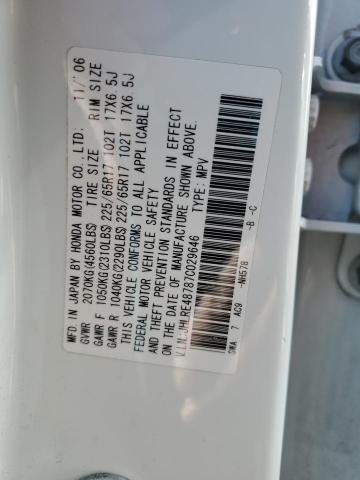 MFD. IN JAPAN BY HONDA MOTOR CO., LTD. 11/'06
GVWR 2070KG(4560LBS) TIRE SIZE RIM SIZE
GAWR F 1050KG(2310LBS) 225/65R17 102T 17X6.5J
GAWR R 1040KG(2290LBS) 225/65R17 102T 17X6.5J
THIS VEHICLE CONFORMS TO ALL APPLICABLE
FEDERAL MOTOR VEHICLE SAFETY
AND THEFT PREVENTION STANDARDS IN EFFECT
ON THE DATE OF MANUFACTURE SHOWN ABOVE.
V.I.N.:JHLRE48787C029646 TYPE: MPV
SWA 7 AC9 -NH578 -B -C